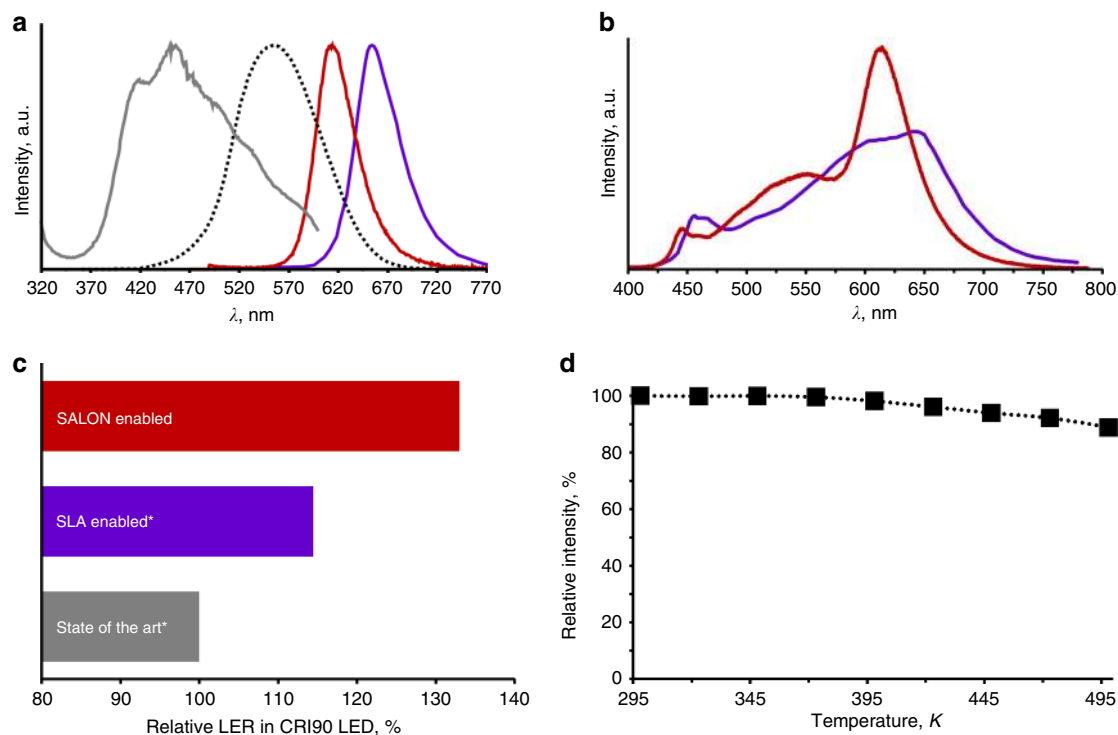 a
Intensity, a.u.
320 370 420 470 520 570 620 670 720 770
λ, nm
b
Intensity, a.u.
400 450 500 550 600 650 700 750 800
λ, nm
c
SALON enabled
SLA enabled*
State of the art*
80 90 100 110 120 130 140
Relative LER in CRI90 LED, %
d
Relative intensity, %
100
80
60
40
20
0
295 345 395 445 495
Temperature, K